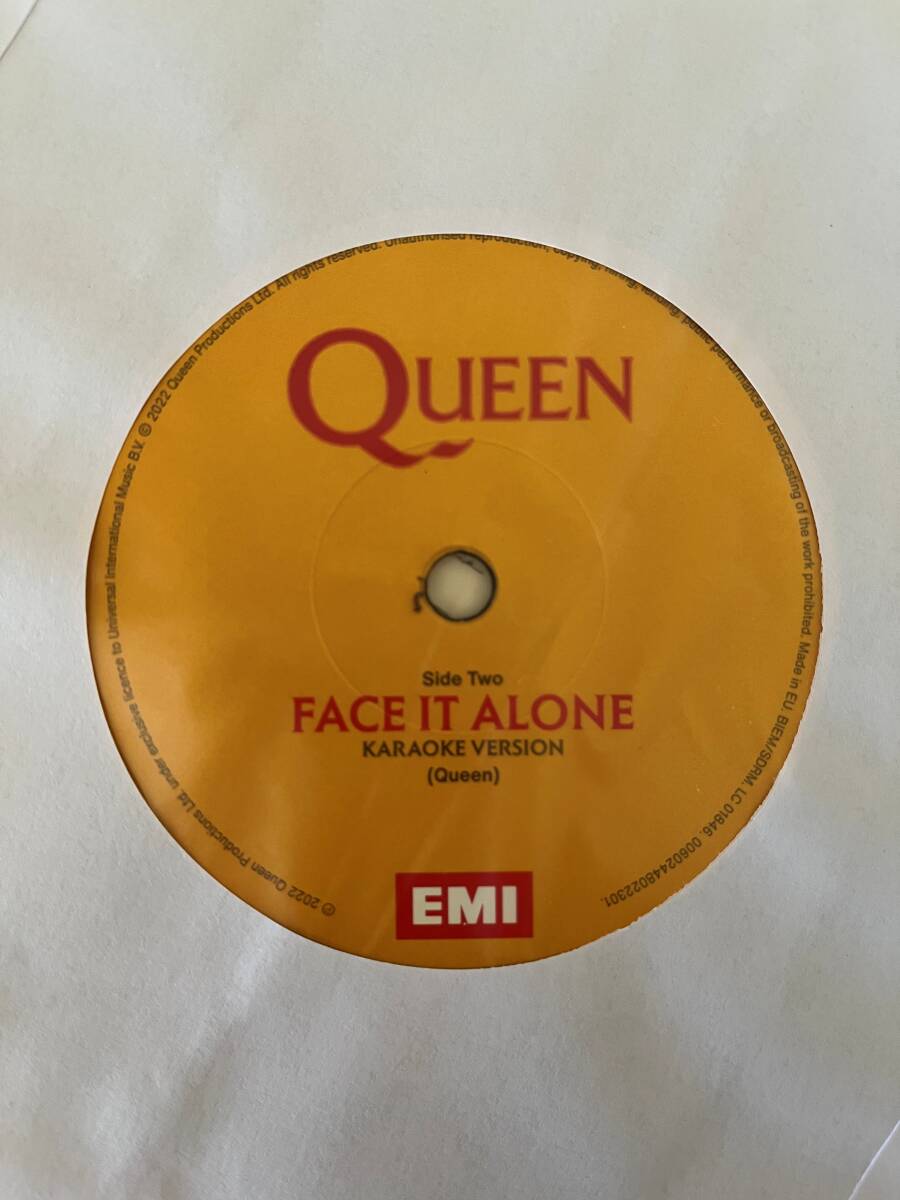 QUEEN
Side Two
FACE IT ALONE
KARAOKE VERSION
(Queen)
EMI
℗ 2022 Queen Productions Ltd. under exclusive licence to Universal International Music B.V. © 2022 Queen Productions Ltd. All rights reserved. Unauthorised reproduction, copying, hiring, lending, public performance or broadcasting of the work prohibited. Made in EU. BIEM/SDRM. LC 01846. 00602448022301.